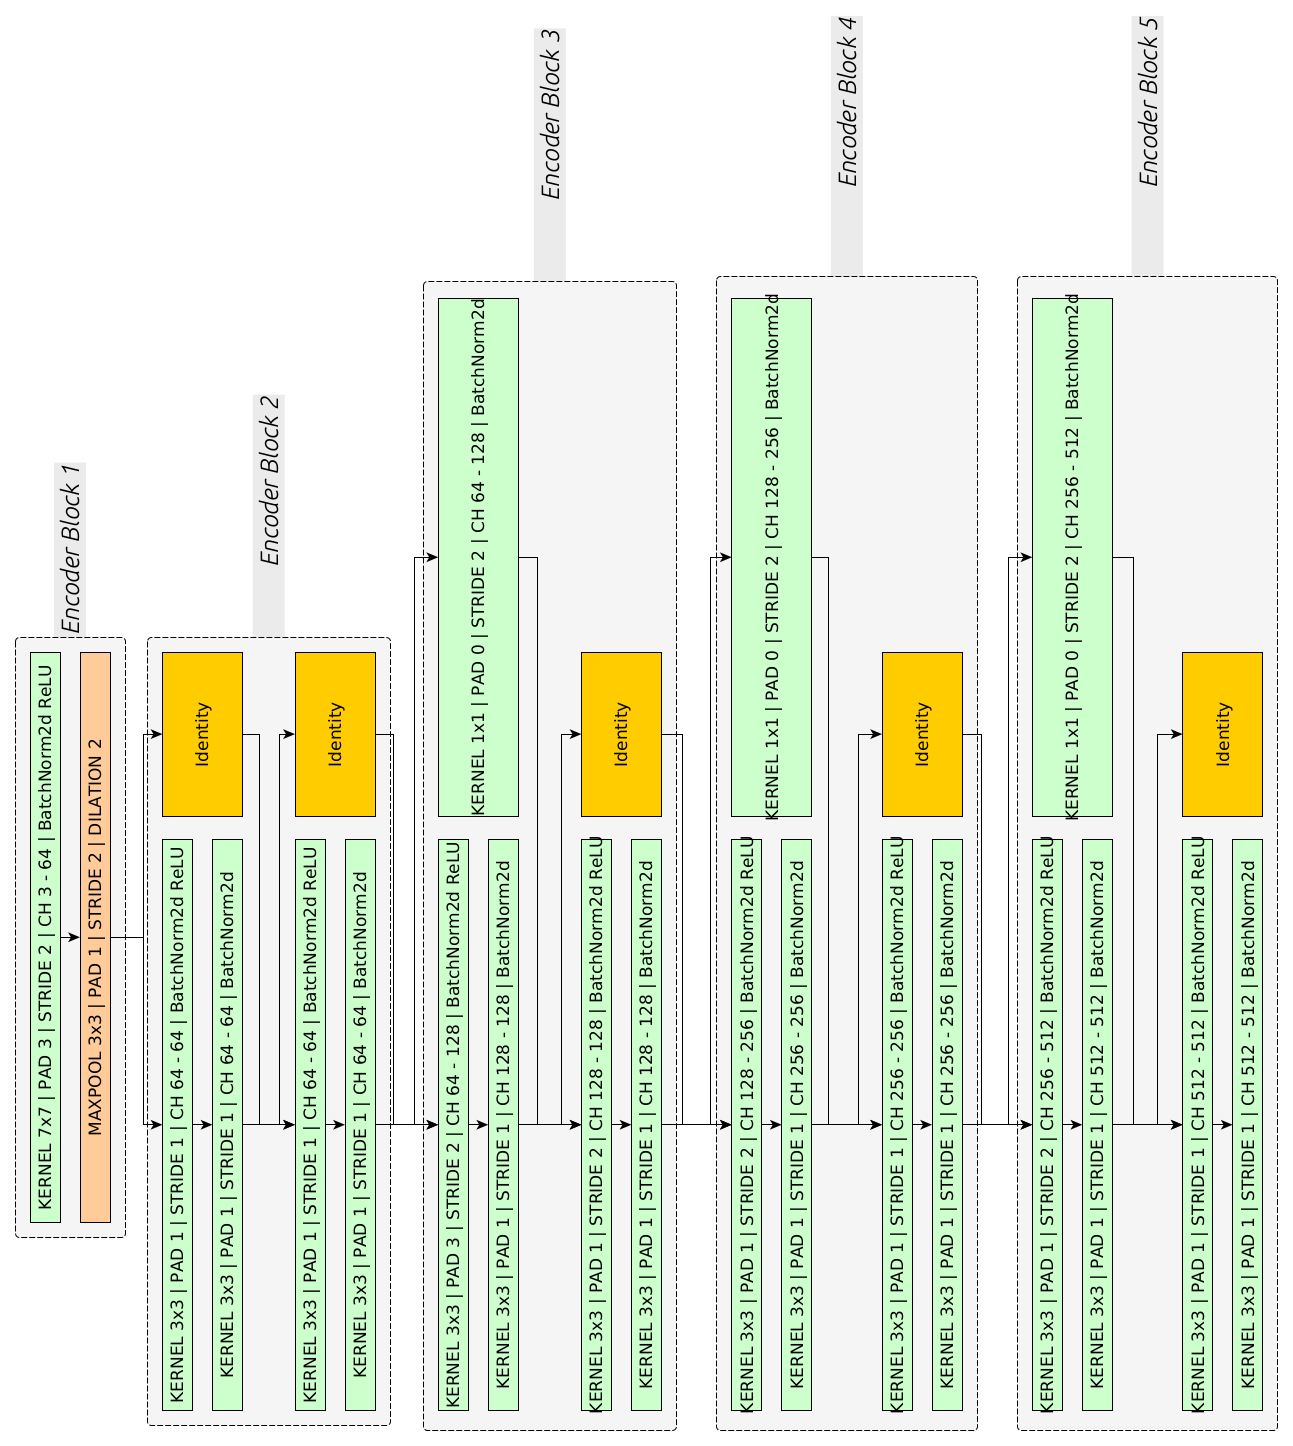 Encoder Block 1
KERNEL 7x7 | PAD 3 | STRIDE 2 | CH 3 - 64 | BatchNorm2d ReLU
MAXPOOL 3x3 | PAD 1 | STRIDE 2 | DILATION 2
Encoder Block 2
Identity
KERNEL 3x3 | PAD 1 | STRIDE 1 | CH 64 - 64 | BatchNorm2d ReLU
KERNEL 3x3 | PAD 1 | STRIDE 1 | CH 64 - 64 | BatchNorm2d
Identity
KERNEL 3x3 | PAD 1 | STRIDE 1 | CH 64 - 64 | BatchNorm2d ReLU
KERNEL 3x3 | PAD 1 | STRIDE 1 | CH 64 - 64 | BatchNorm2d
Encoder Block 3
KERNEL 1x1 | PAD 0 | STRIDE 2 | CH 64 - 128 | BatchNorm2d
KERNEL 3x3 | PAD 3 | STRIDE 2 | CH 64 - 128 | BatchNorm2d ReLU
KERNEL 3x3 | PAD 1 | STRIDE 1 | CH 128 - 128 | BatchNorm2d
Identity
KERNEL 3x3 | PAD 1 | STRIDE 2 | CH 128 - 128 | BatchNorm2d ReLU
KERNEL 3x3 | PAD 1 | STRIDE 1 | CH 128 - 128 | BatchNorm2d
Encoder Block 4
KERNEL 1x1 | PAD 0 | STRIDE 2 | CH 128 - 256 | BatchNorm2d
KERNEL 3x3 | PAD 1 | STRIDE 2 | CH 128 - 256 | BatchNorm2d ReLU
KERNEL 3x3 | PAD 1 | STRIDE 1 | CH 256 - 256 | BatchNorm2d
Identity
KERNEL 3x3 | PAD 1 | STRIDE 1 | CH 256 - 256 | BatchNorm2d ReLU
KERNEL 3x3 | PAD 1 | STRIDE 1 | CH 256 - 256 | BatchNorm2d
Encoder Block 5
KERNEL 1x1 | PAD 0 | STRIDE 2 | CH 256 - 512 | BatchNorm2d
KERNEL 3x3 | PAD 1 | STRIDE 2 | CH 256 - 512 | BatchNorm2d ReLU
KERNEL 3x3 | PAD 1 | STRIDE 1 | CH 512 - 512 | BatchNorm2d
Identity
KERNEL 3x3 | PAD 1 | STRIDE 1 | CH 512 - 512 | BatchNorm2d ReLU
KERNEL 3x3 | PAD 1 | STRIDE 1 | CH 512 - 512 | BatchNorm2d